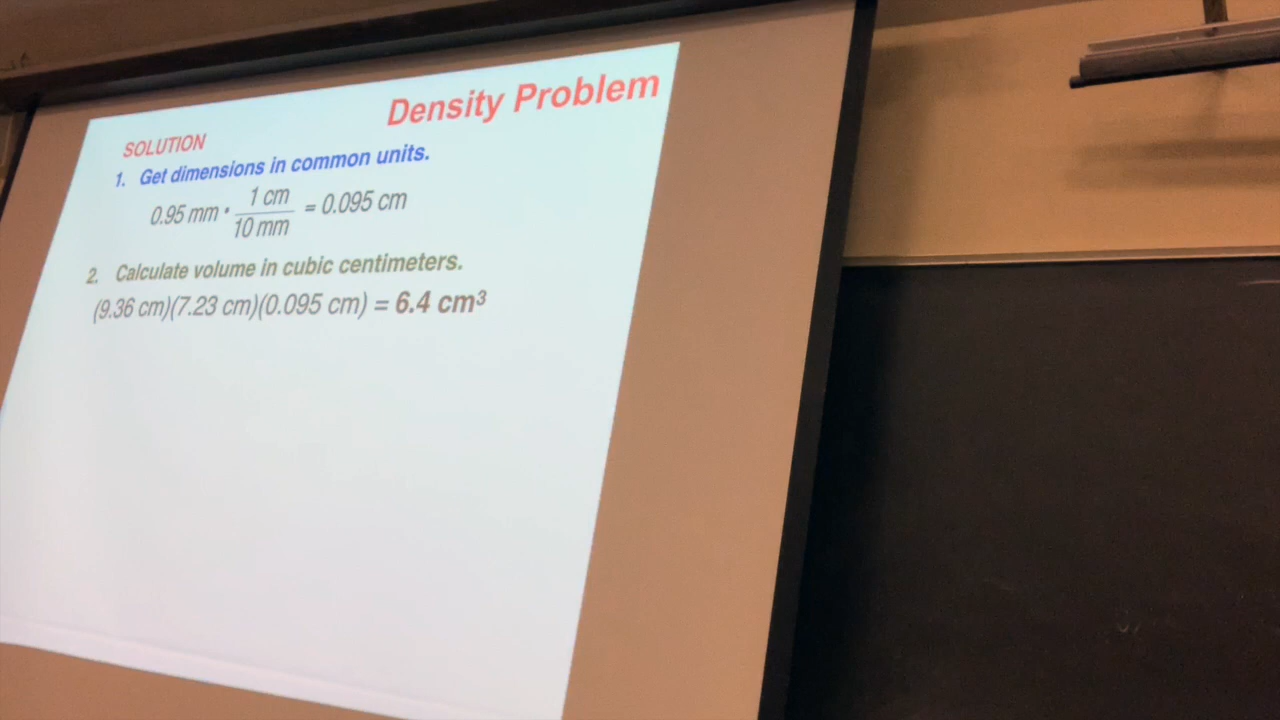 Density Problem
SOLUTION
1. Get dimensions in common units.
0.95 mm • 1 cm / 10 mm = 0.095 cm
2. Calculate volume in cubic centimeters.
(9.36 cm)(7.23 cm)(0.095 cm) = 6.4 cm³